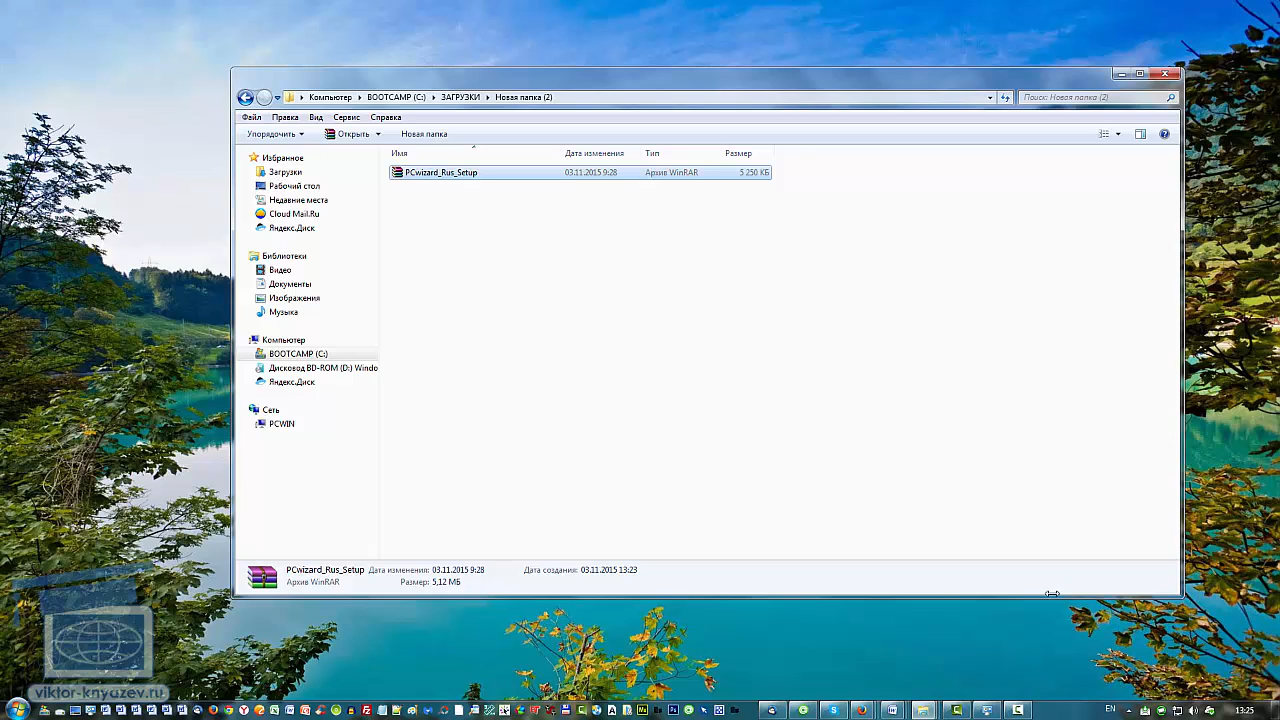 Компьютер BOOTCAMP (C:) ЗАГРУЗКИ Новая папка (2)
Поиск: Новая папка (2)
Файл Правка Вид Сервис Справка
Упорядочить Открыть Новая папка
Имя Дата изменения Тип Размер
PCwizard_Rus_Setup 03.11.2015 9:28 Архив WinRAR 5 250 КБ
Избранное
Загрузки
Рабочий стол
Недавние места
Cloud Mail.Ru
Яндекс.Диск
Библиотеки
Видео
Документы
Изображения
Музыка
Компьютер
BOOTCAMP (C:)
Дисковод BD-ROM (D:) Windo
Яндекс.Диск
Сеть
PCWIN
PCwizard_Rus_Setup Дата изменения: 03.11.2015 9:28 Дата создания: 03.11.2015 13:23
Архив WinRAR Размер: 5,12 МБ
viktor-knyazev.ru
EN 13:25